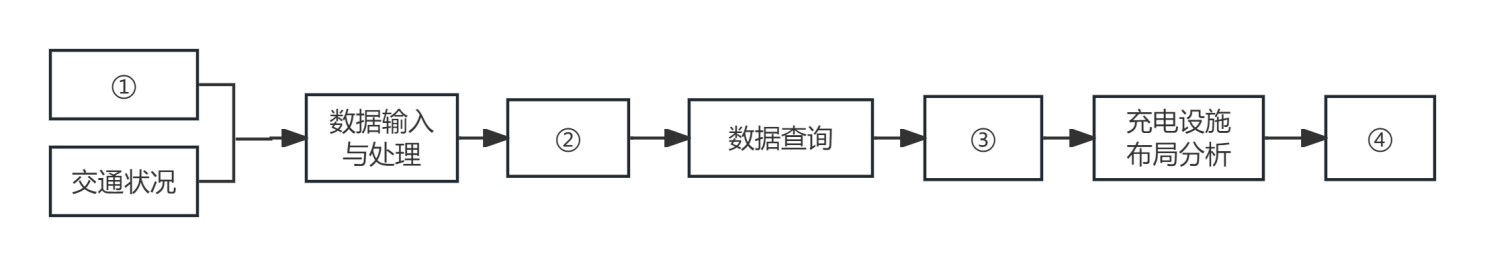 ①
交通状况
数据输入
与处理
②
数据查询
③
充电设施
布局分析
④